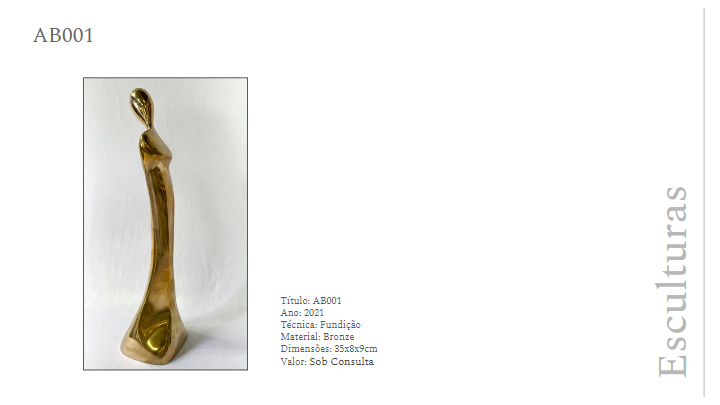 AB001
Título: AB001
Ano: 2021
Técnica: Fundição
Material: Bronze
Dimensões: 35x8x9cm
Valor: Sob Consulta
Esculturas